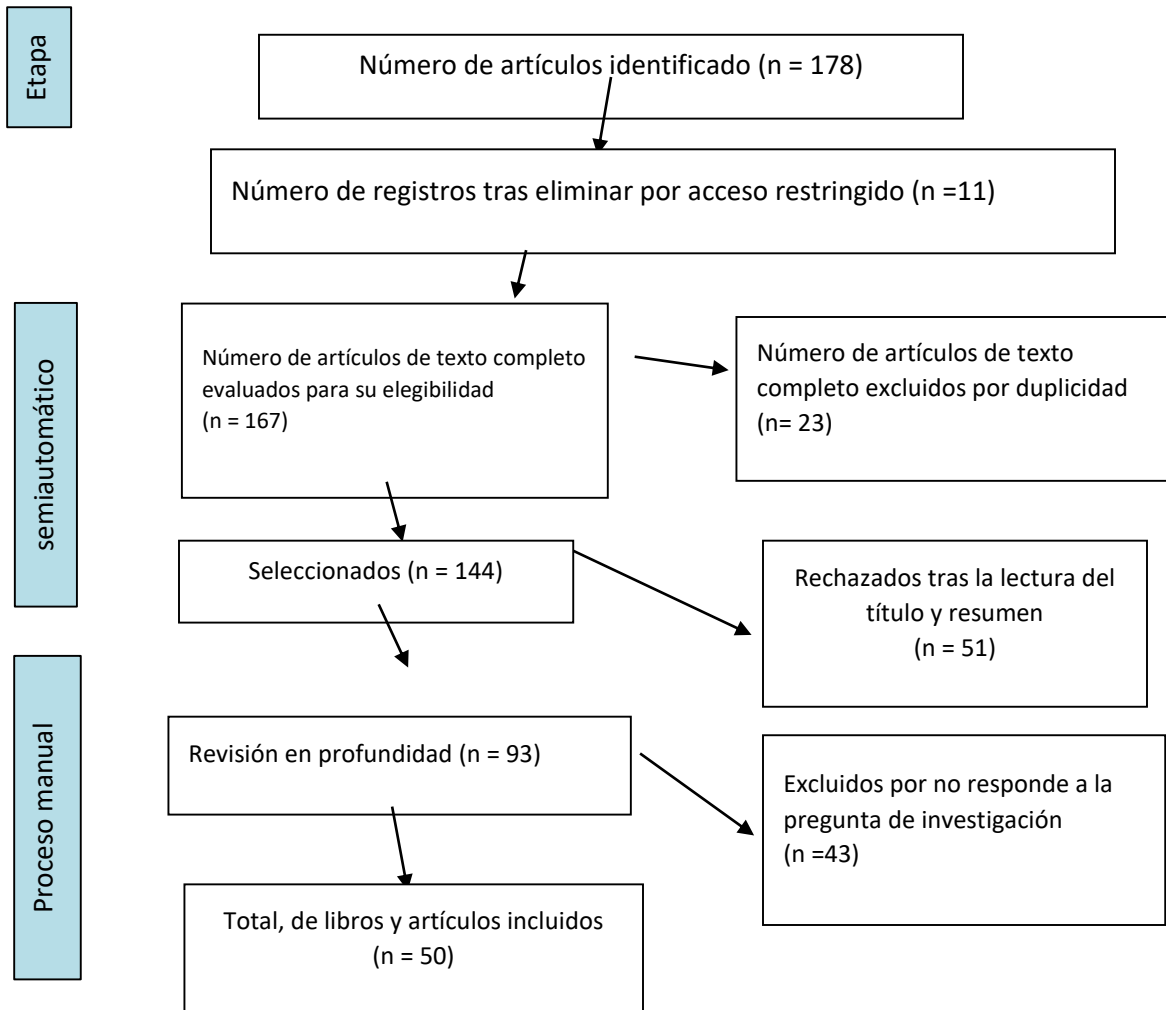 Etapa
Número de artículos identificado (n = 178)
Número de registros tras eliminar por acceso restringido (n =11)
semiautomático
Número de artículos de texto completo
evaluados para su elegibilidad
(n = 167)
Número de artículos de texto
completo excluidos por duplicidad
(n= 23)
Seleccionados (n = 144)
Rechazados tras la lectura del
título y resumen
(n = 51)
Proceso manual
Revisión en profundidad (n = 93)
Excluidos por no responde a la
pregunta de investigación
(n =43)
Total, de libros y artículos incluidos
(n = 50)